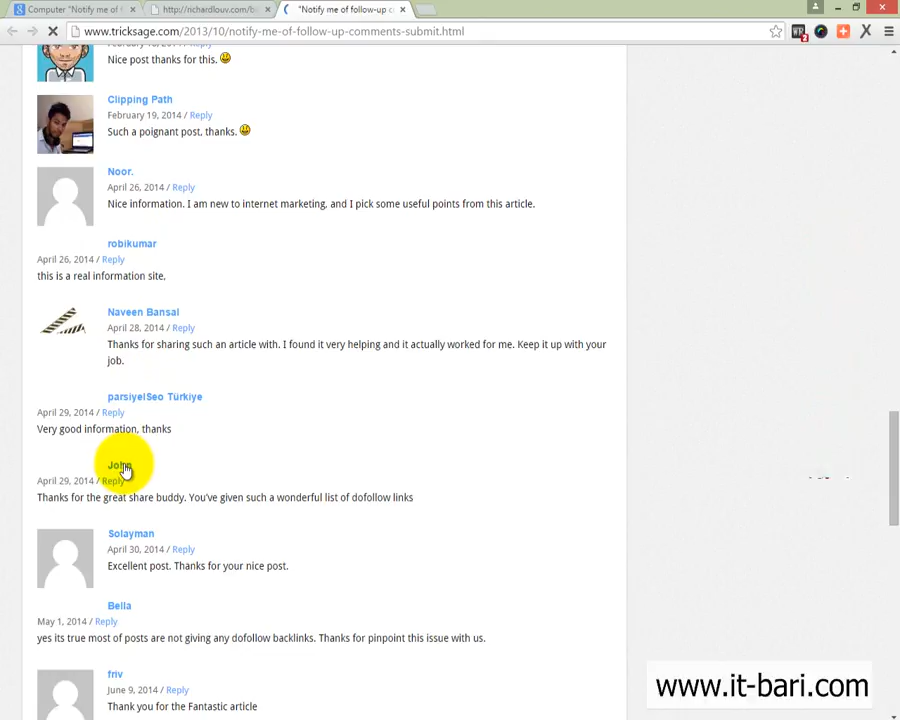 Computer "Notify me of
http://richardlouv.com/b
"Notify me of follow-up c
www.tricksage.com/2013/10/notify-me-of-follow-up-comments-submit.html
Reply
Nice post thanks for this.
Clipping Path
February 19, 2014 / Reply
Such a poignant post, thanks.
Noor.
April 26, 2014 / Reply
Nice information. I am new to internet marketing, and I pick some useful points from this article.
robikumar
April 26, 2014 / Reply
this is a real information site.
Naveen Bansal
April 28, 2014 / Reply
Thanks for sharing such an article with. I found it very helping and it actually worked for me. Keep it up with your
job.
parsiyelSeo Türkiye
April 29, 2014 / Reply
Very good information, thanks
John
April 29, 2014 / Reply
Thanks for the great share buddy. You've given such a wonderful list of dofollow links
Solayman
April 30, 2014 / Reply
Excellent post. Thanks for your nice post.
Bella
May 1, 2014 / Reply
yes its true most of posts are not giving any dofollow backlinks. Thanks for pinpoint this issue with us.
friv
June 9, 2014 / Reply
Thank you for the Fantastic article
www.it-bari.com